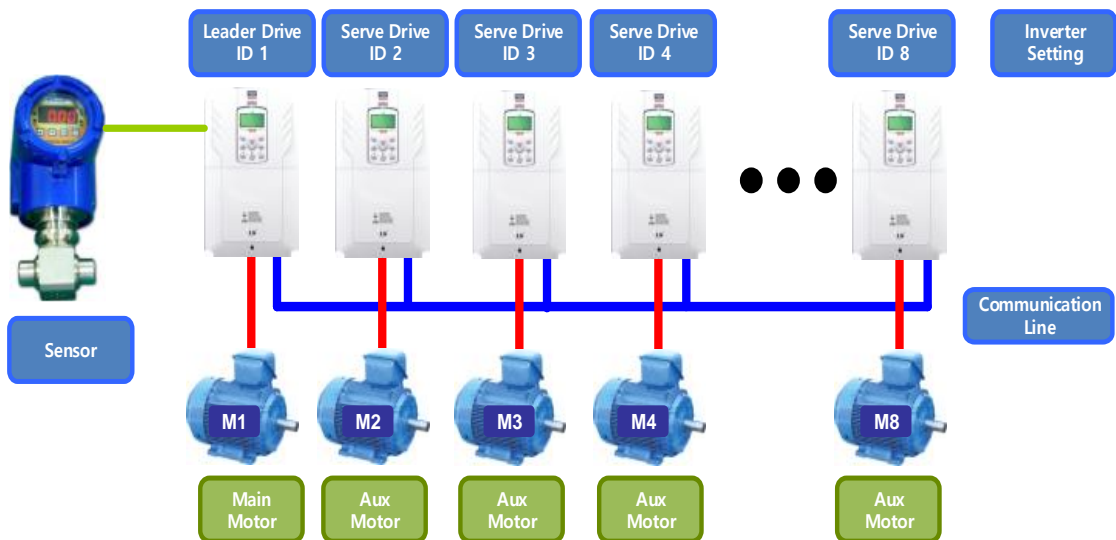 Leader Drive
ID 1
Serve Drive
ID 2
Serve Drive
ID 3
Serve Drive
ID 4
Serve Drive
ID 8
Inverter
Setting
Sensor
Communication
Line
M1
M2
M3
M4
M8
Main
Motor
Aux
Motor
Aux
Motor
Aux
Motor
Aux
Motor